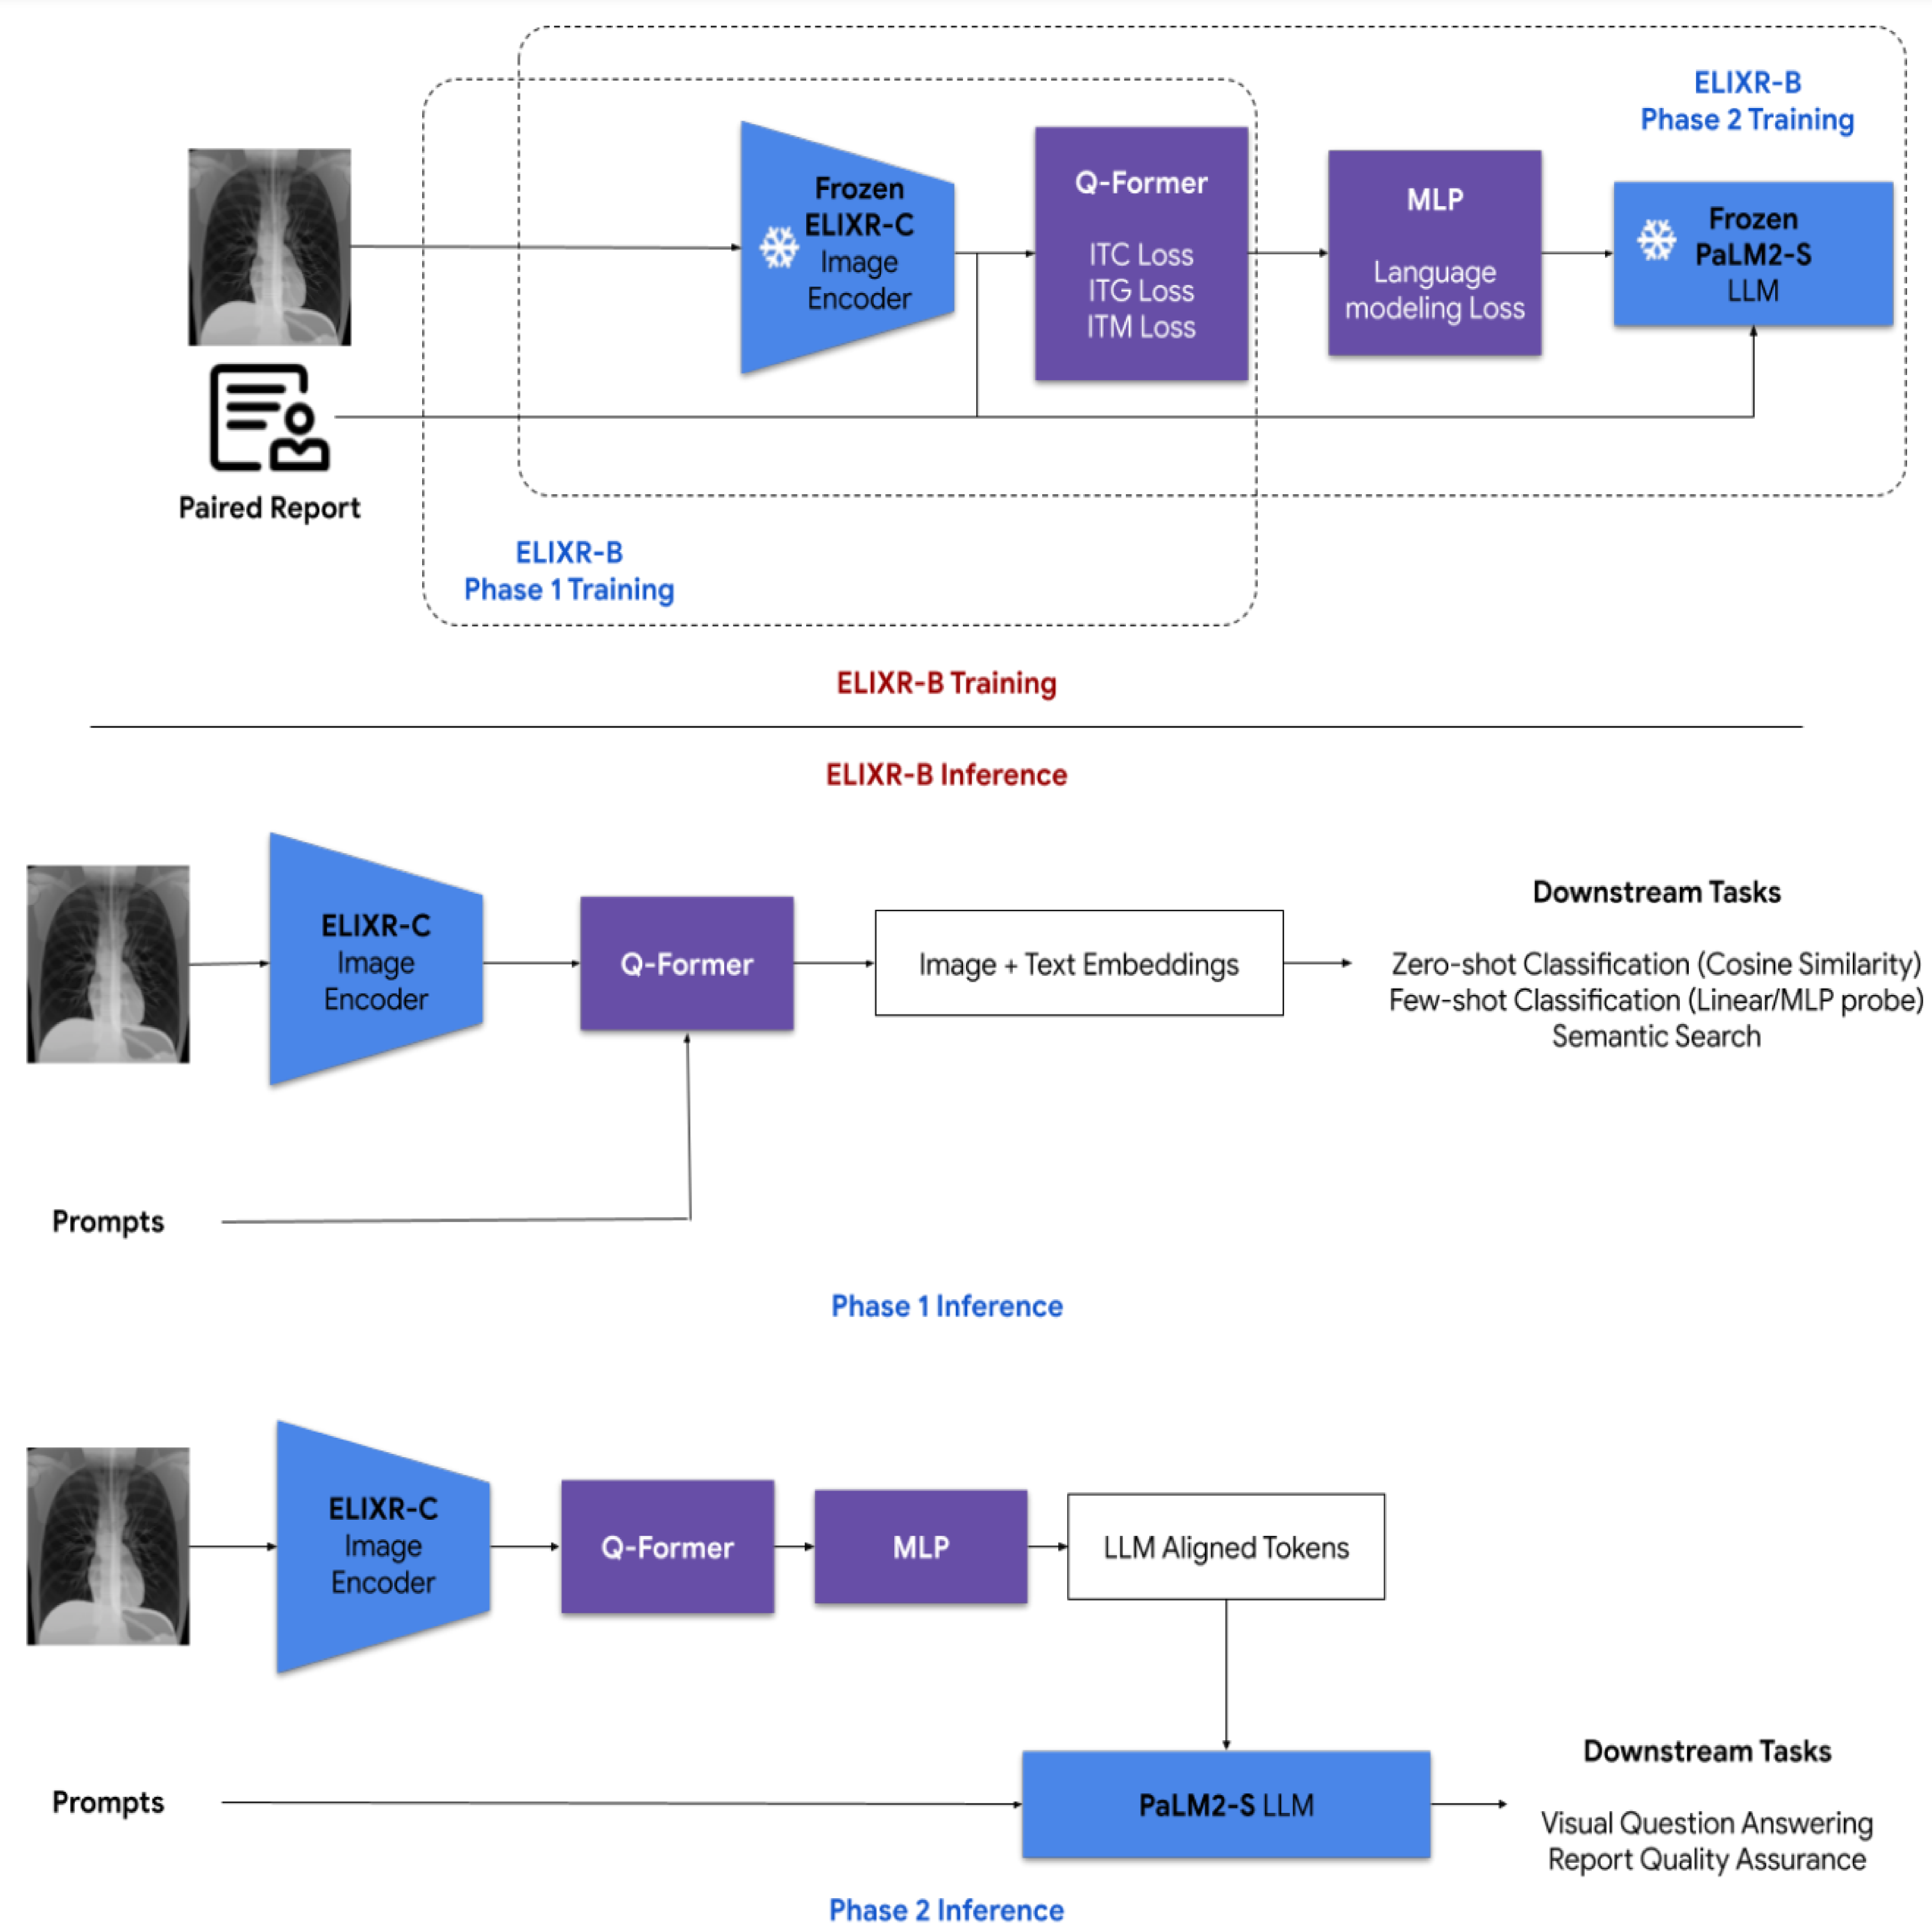 ELIXR-B
Phase 2 Training
Frozen
ELIXR-C
Image
Encoder
Q-Former
ITC Loss
ITG Loss
ITM Loss
MLP
Language
modeling Loss
Frozen
PaLM2-S
LLM
Paired Report
ELIXR-B
Phase 1 Training
ELIXR-B Training
ELIXR-B Inference
ELIXR-C
Image
Encoder
Q-Former
Image + Text Embeddings
Downstream Tasks
Zero-shot Classification (Cosine Similarity)
Few-shot Classification (Linear/MLP probe)
Semantic Search
Prompts
Phase 1 Inference
ELIXR-C
Image
Encoder
Q-Former
MLP
LLM Aligned Tokens
Prompts
PaLM2-S LLM
Downstream Tasks
Visual Question Answering
Report Quality Assurance
Phase 2 Inference